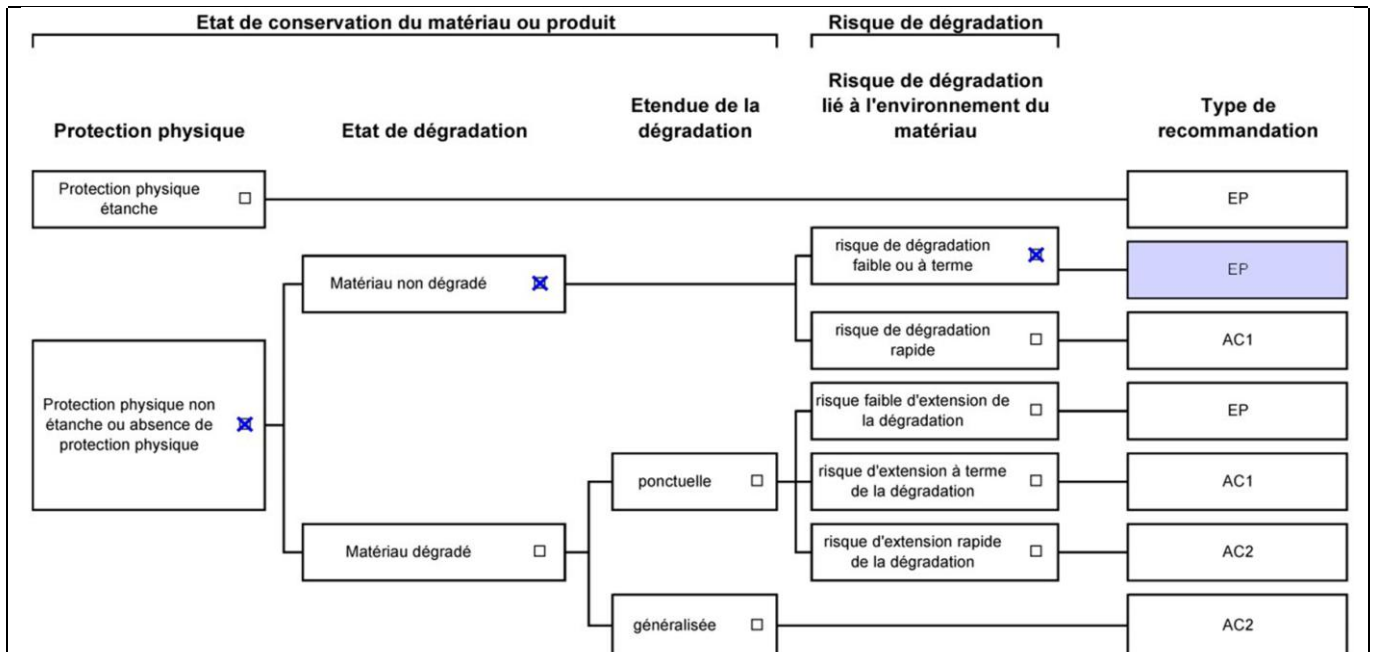 Etat de conservation du matériau ou produit
Risque de dégradation
Protection physique
Etat de dégradation
Etendue de la
dégradation
Risque de dégradation
lié à l'environnement du
matériau
Type de
recommandation
Protection physique
étanche
EP
Matériau non dégradé
risque de dégradation
faible ou à terme
EP
risque de dégradation
rapide
AC1
Protection physique non
étanche ou absence de
protection physique
risque faible d'extension de
la dégradation
EP
ponctuelle
risque d'extension à terme
de la dégradation
AC1
Matériau dégradé
risque d'extension rapide
de la dégradation
AC2
généralisée
AC2